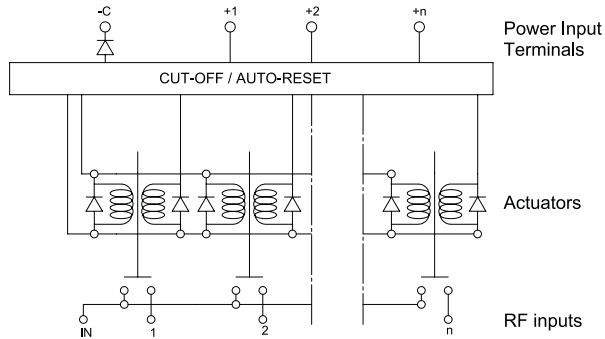 -C +1 +2 +n
Power Input
Terminals
CUT-OFF / AUTO-RESET
Actuators
IN 1 2 n
RF inputs